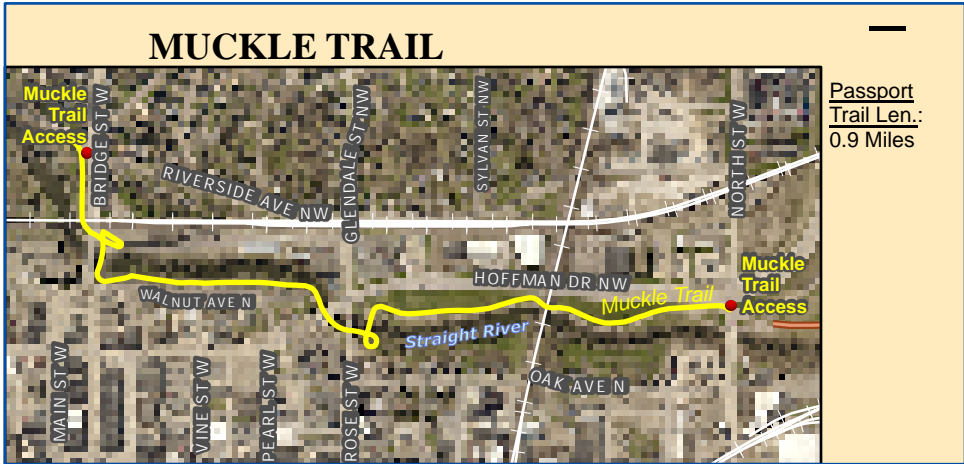 MUCKLE TRAIL
Passport
Trail Len.:
0.9 Miles
Muckle
Trail
Access
BRIDGE ST W
RIVERSIDE AVE NW
GLENDALE ST NW
SYLVAN ST NW
NORTH ST W
HOFFMAN DR NW
Muckle Trail
Muckle
Trail
Access
WALNUT AVE N
Straight River
OAK AVE N
MAIN ST W
VINE ST W
PEARL ST W
ROSE ST W